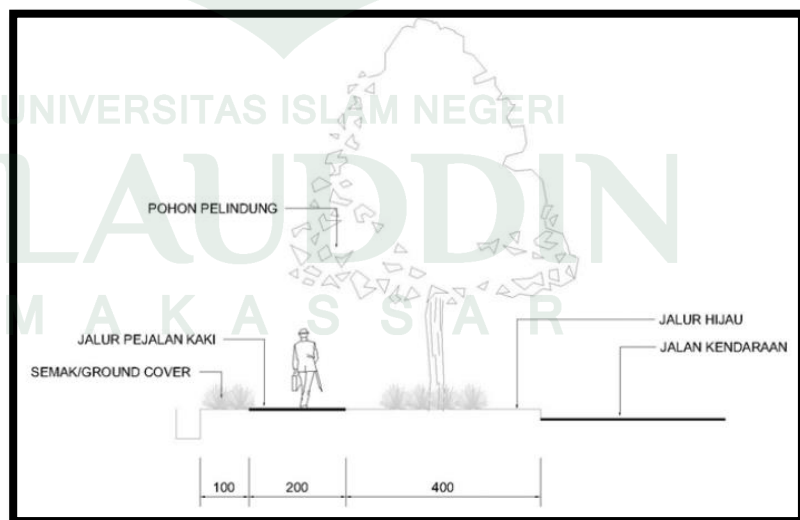 UNIVERSITAS ISLAM NEGERI
LAUDDIN
MAKASSAR
POHON PELINDUNG
JALUR PEJALAN KAKI
SEMAK/GROUND COVER
JALUR HIJAU
JALAN KENDARAAN
100
200
400